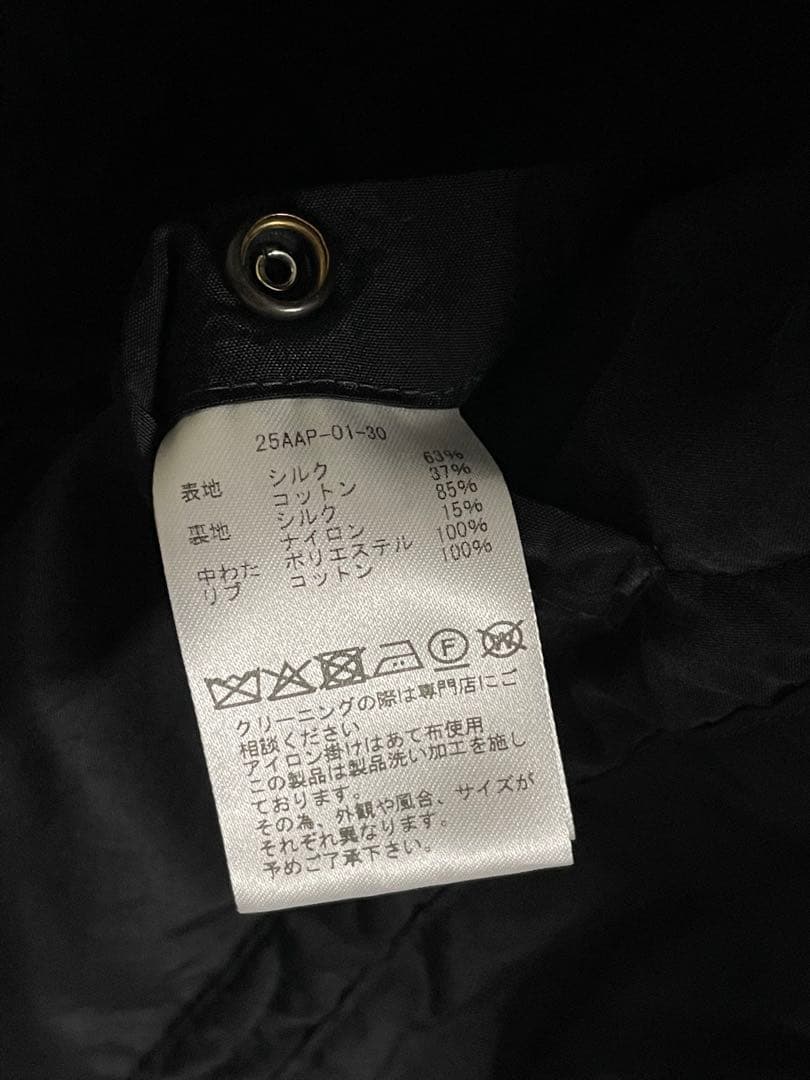 25AAP-01-30
表地 シルク 63%
コットン 37%
裏地 シルク 85%
ナイロン 15%
中わた ポリエステル 100%
リブ コットン 100%
F W
クリーニングの際は専門店にご
相談ください
アイロン掛けはあて布使用
この製品は製品洗い加工を施し
ております。
その為、外観や風合、サイズが
それぞれ異なります。
予めご了承下さい。